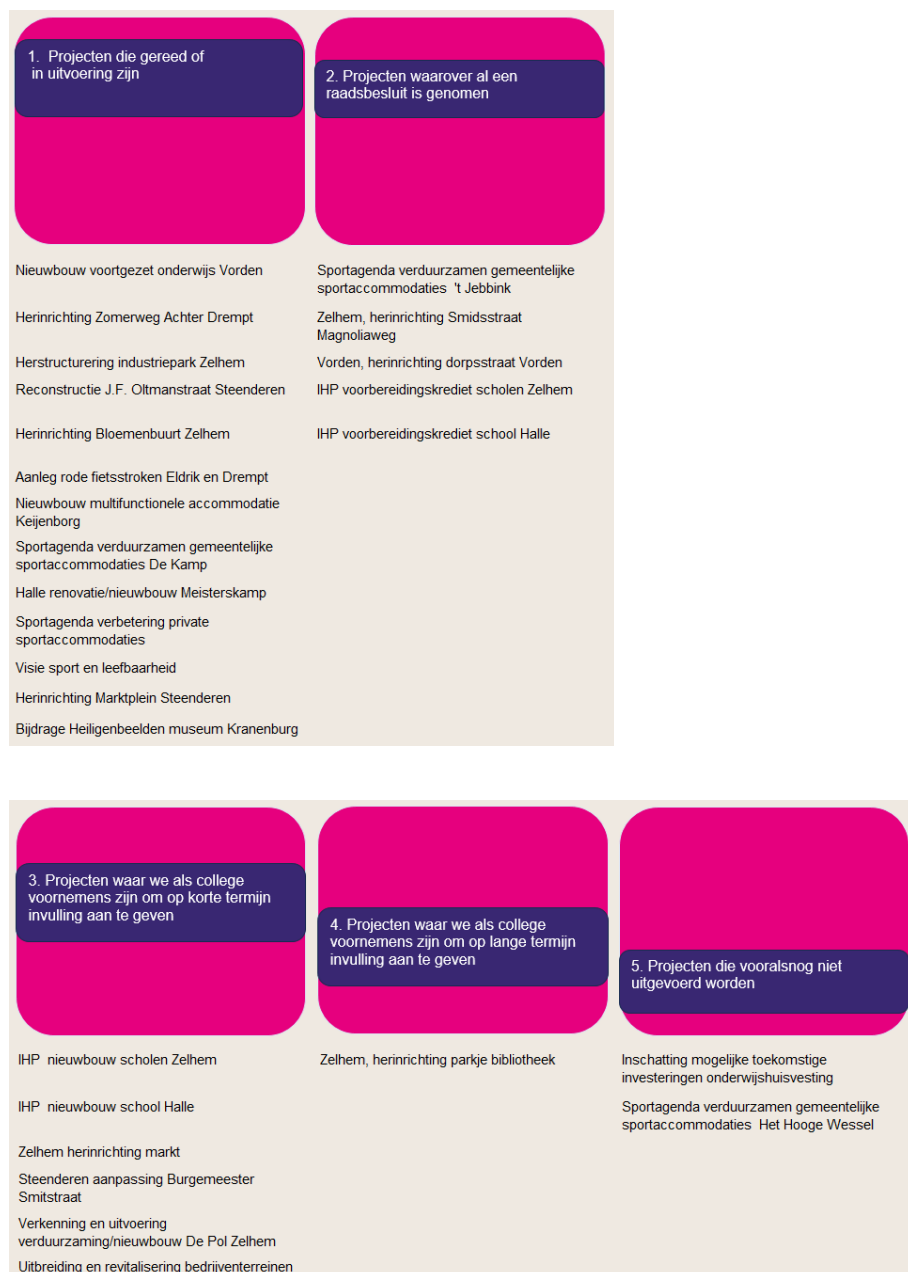 1. Projecten die gereed of
in uitvoering zijn
Nieuwbouw voortgezet onderwijs Vorden
Herinrichting Zomerweg Achter Drempt
Herstructurering industriepark Zelhem
Reconstructie J.F. Oltmanstraat Steenderen
Herinrichting Bloemenbuurt Zelhem
Aanleg rode fietsstroken Eldrik en Drempt
Nieuwbouw multifunctionele accommodatie
Keijenborg
Sportagenda verduurzamen gemeentelijke
sportaccommodaties De Kamp
Halle renovatie/nieuwbouw Meisterskamp
Sportagenda verbetering private
sportaccommodaties
Visie sport en leefbaarheid
Herinrichting Marktplein Steenderen
Bijdrage Heiligenbeelden museum Kranenburg
2. Projecten waarover al een
raadsbesluit is genomen
Sportagenda verduurzamen gemeentelijke
sportaccommodaties 't Jebbink
Zelhem, herinrichting Smidsstraat
Magnoliaweg
Vorden, herinrichting dorpsstraat Vorden
IHP voorbereidingskrediet scholen Zelhem
IHP voorbereidingskrediet school Halle
3. Projecten waar we als college
voornemens zijn om op korte termijn
invulling aan te geven
IHP nieuwbouw scholen Zelhem
IHP nieuwbouw school Halle
Zelhem herinrichting markt
Steenderen aanpassing Burgemeester
Smitstraat
Verkenning en uitvoering
verduurzaming/nieuwbouw De Pol Zelhem
Uitbreiding en revitalisering bedrijventerreinen
4. Projecten waar we als college
voornemens zijn om op lange termijn
invulling aan te geven
Zelhem, herinrichting parkje bibliotheek
5. Projecten die vooralsnog niet
uitgevoerd worden
Inschatting mogelijke toekomstige
investeringen onderwijshuisvesting
Sportagenda verduurzamen gemeentelijke
sportaccommodaties Het Hooge Wessel